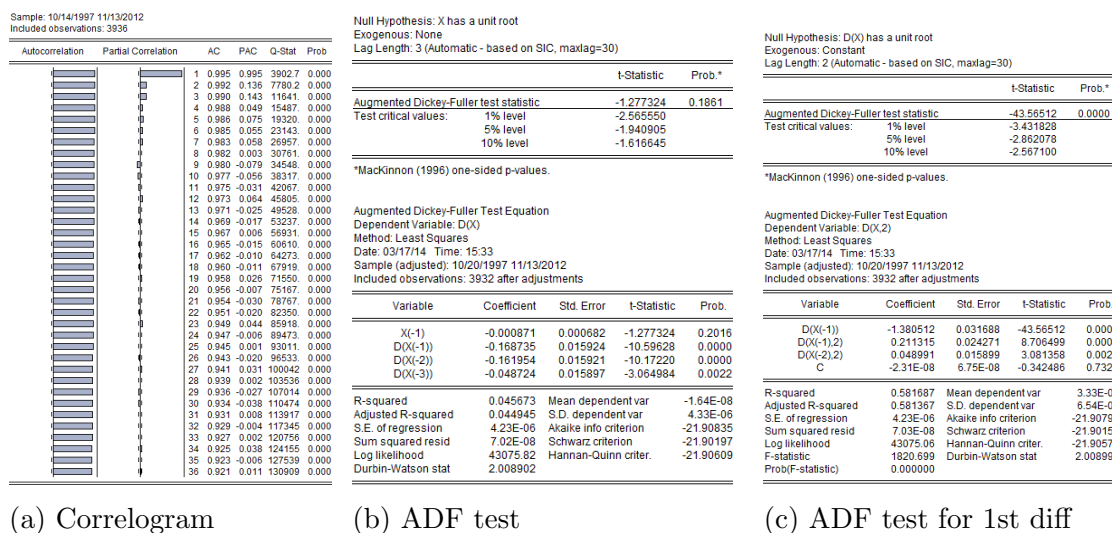 Sample: 10/14/1997 11/13/2012
Included observations: 3936
Autocorrelation Partial Correlation AC PAC Q-Stat Prob
1 0.995 0.995 3902.7 0.000
2 0.992 0.136 7780.2 0.000
3 0.990 0.143 11641. 0.000
4 0.988 0.049 15487. 0.000
5 0.986 0.075 19320. 0.000
6 0.985 0.055 23143. 0.000
7 0.983 0.055 26957. 0.000
8 0.982 0.003 30761. 0.000
9 0.980 -0.079 34548. 0.000
10 0.977 -0.056 38317. 0.000
11 0.975 -0.031 42067. 0.000
12 0.973 0.064 45805. 0.000
13 0.971 -0.025 49528. 0.000
14 0.969 -0.017 53237. 0.000
15 0.967 0.006 56931. 0.000
16 0.965 -0.015 60610. 0.000
17 0.962 -0.010 64273. 0.000
18 0.960 -0.011 67919. 0.000
19 0.958 0.026 71550. 0.000
20 0.956 -0.007 75167. 0.000
21 0.954 -0.030 78767. 0.000
22 0.951 -0.020 82350. 0.000
23 0.949 0.044 85918. 0.000
24 0.947 -0.006 89473. 0.000
25 0.945 0.001 93011. 0.000
26 0.943 -0.020 96533. 0.000
27 0.941 0.031 100042 0.000
28 0.939 0.002 103536 0.000
29 0.936 -0.027 107014 0.000
30 0.934 -0.038 110474 0.000
31 0.931 0.008 113917 0.000
32 0.929 -0.004 117345 0.000
33 0.927 0.002 120756 0.000
34 0.925 0.038 124155 0.000
35 0.923 -0.006 127539 0.000
36 0.921 0.011 130909 0.000
(a) Correlogram
Null Hypothesis: X has a unit root
Exogenous: None
Lag Length: 3 (Automatic - based on SIC, maxlag=30)
t-Statistic Prob.*
Augmented Dickey-Fuller test statistic -1.277324 0.1861
Test critical values: 1% level -2.565550
5% level -1.940905
10% level -1.616645
*MacKinnon (1996) one-sided p-values.
Augmented Dickey-Fuller Test Equation
Dependent Variable: D(X)
Method: Least Squares
Date: 03/17/14 Time: 15:33
Sample (adjusted): 10/20/1997 11/13/2012
Included observations: 3932 after adjustments
Variable Coefficient Std. Error t-Statistic Prob.
X(-1) -0.000871 0.000682 -1.277324 0.2016
D(X(-1)) -0.168735 0.015924 -10.59628 0.0000
D(X(-2)) -0.161954 0.015921 -10.17220 0.0000
D(X(-3)) -0.048724 0.015897 -3.064984 0.0022
R-squared 0.045673 Mean dependent var -1.64E-08
Adjusted R-squared 0.044945 S.D. dependent var 4.33E-06
S.E. of regression 4.23E-06 Akaike info criterion -21.90835
Sum squared resid 7.02E-08 Schwarz criterion -21.90197
Log likelihood 43075.82 Hannan-Quinn criter. -21.90609
Durbin-Watson stat 2.008902
(b) ADF test
Null Hypothesis: D(X) has a unit root
Exogenous: Constant
Lag Length: 2 (Automatic - based on SIC, maxlag=30)
t-Statistic Prob.*
Augmented Dickey-Fuller test statistic -43.56512 0.0000
Test critical values: 1% level -3.431828
5% level -2.862078
10% level -2.567100
*MacKinnon (1996) one-sided p-values.
Augmented Dickey-Fuller Test Equation
Dependent Variable: D(X,2)
Method: Least Squares
Date: 03/17/14 Time: 15:33
Sample (adjusted): 10/20/1997 11/13/2012
Included observations: 3932 after adjustments
Variable Coefficient Std. Error t-Statistic Prob.
D(X(-1)) -1.380512 0.031688 -43.56512 0.000
D(X(-1),2) 0.211315 0.024271 8.706499 0.000
D(X(-2),2) 0.048991 0.015899 3.081358 0.002
C -2.31E-08 6.75E-08 -0.342486 0.732
R-squared 0.581687 Mean dependent var 3.33E-0
Adjusted R-squared 0.581367 S.D. dependent var 6.54E-0
S.E. of regression 4.23E-06 Akaike info criterion -21.9079
Sum squared resid 7.03E-08 Schwarz criterion -21.9015
Log likelihood 43075.06 Hannan-Quinn criter. -21.9057
F-statistic 1820.699 Durbin-Watson stat 2.00899
Prob(F-statistic) 0.000000
(c) ADF test for 1st diff